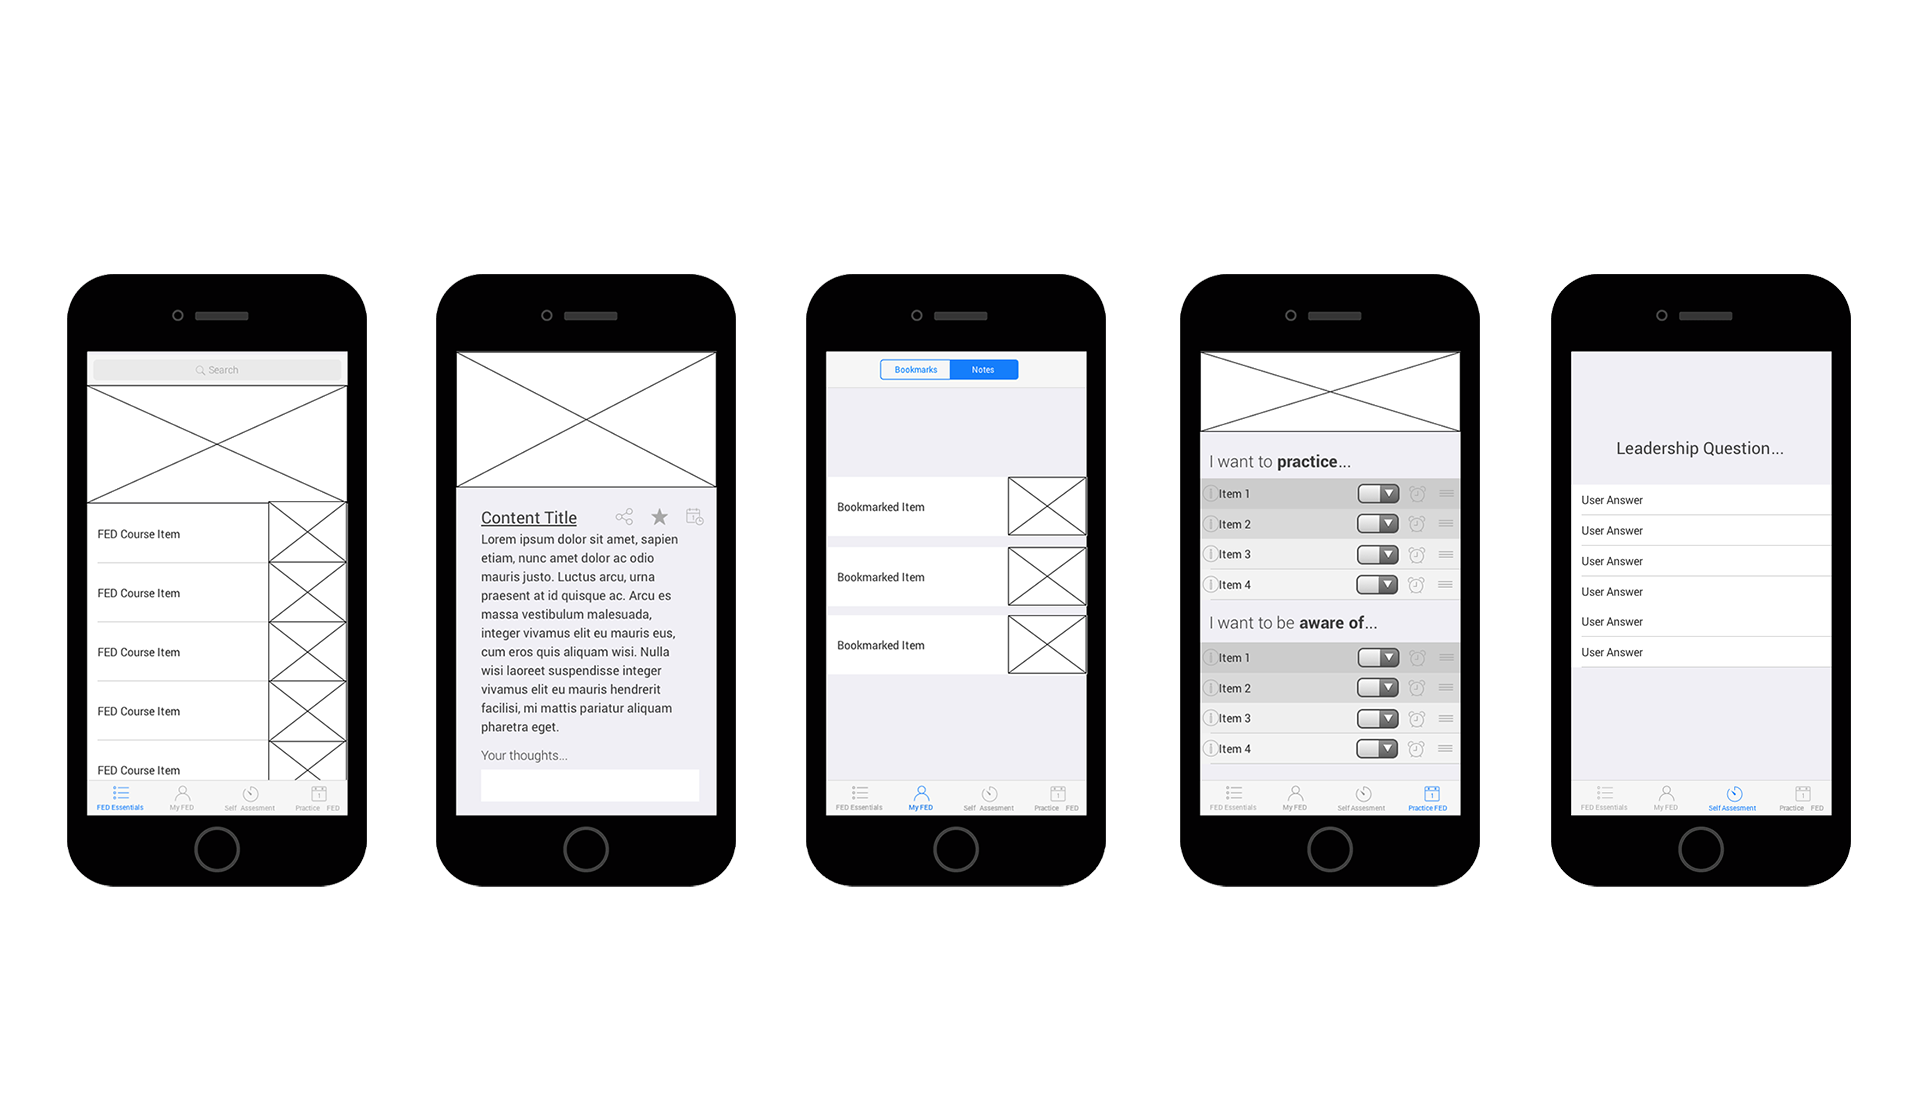 Search
FED Course Item
FED Course Item
FED Course Item
FED Course Item
FED Course Item
FED Essentials
My FED
Self Assesment
Practice FED
Content Title
Lorem ipsum dolor sit amet, sapien
etiam, nunc amet dolor ac odio
mauris justo. Luctus arcu, urna
praesent at id quisque ac. Arcu es
massa vestibulum malesuada,
integer vivamus elit eu mauris eus,
cum eros quis aliquam wisi. Nulla
wisi laoreet suspendisse integer
vivamus elit eu mauris hendrerit
facilisi, mi mattis pariatur aliquam
pharetra eget.
Your thoughts...
Bookmarks
Notes
Bookmarked Item
Bookmarked Item
Bookmarked Item
FED Essentials
My FED
Self Assesment
Practice FED
I want to practice...
Item 1
Item 2
Item 3
Item 4
I want to be aware of...
Item 1
Item 2
Item 3
Item 4
FED Essentials
My FED
Self Assesment
1
Practice FED
Leadership Question...
User Answer
User Answer
User Answer
User Answer
User Answer
User Answer
FED Essentials
My FED
Self Assesment
Practice FED